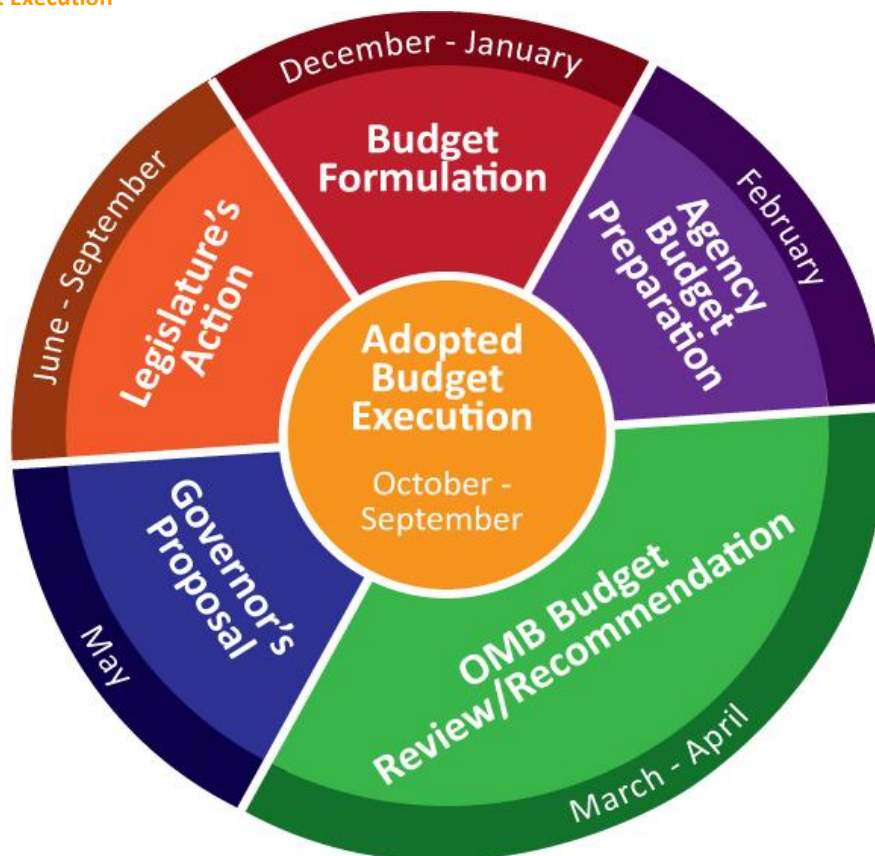 Execution
December - January
Budget
Formulation
February
Agency
Budget
Preparation
March - April
OMB Budget
Review/Recommendation
May
Governor's
Proposal
June - September
Legislature's
Action
Adopted
Budget
Execution
October -
September